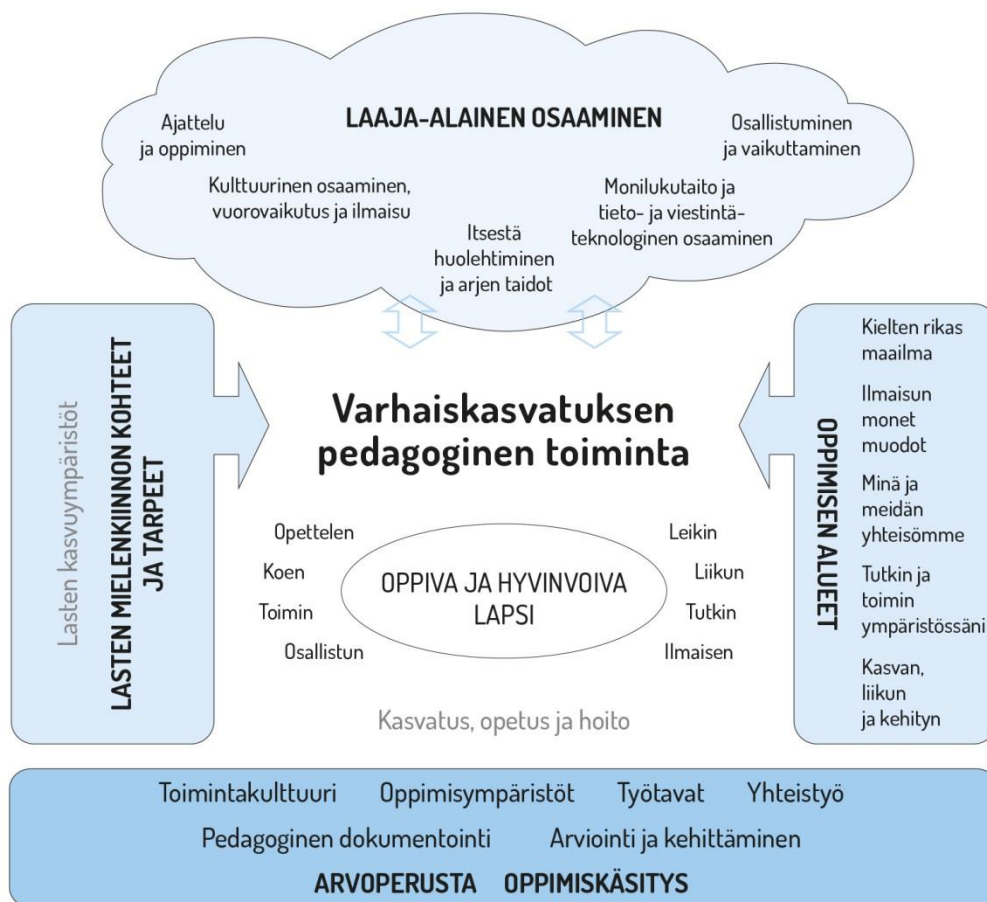 LAAJA-ALAINEN OSAAMINEN
Ajattelu
ja oppiminen
Kulttuurinen osaaminen,
vuorovaikutus ja ilmaisu
Itsestä
huolehtiminen
ja arjen taidot
Monilukutaito ja
tieto- ja viestintä-
teknologinen osaaminen
Osallistuminen
ja vaikuttaminen
Lasten kasvuympäristöt
LASTEN MIELENKIINNON KOHTEET
JA TARPEET
Varhaiskasvatuksen
pedagoginen toiminta
Opettelen
Koen
Toimin
Osallistun
OPPIVA JA HYVINVOIVA
LAPSI
Leikin
Liikun
Tutkin
Ilmaisen
Kasvatus, opetus ja hoito
OPPIMISEN ALUEET
Kielten rikas
maailma
Ilmaisun
monet
muodot
Minä ja
meidän
yhteisömme
Tutkin ja
toimin
ympäristössäni
Kasvan,
liikun
ja kehityn
Toimintakulttuuri Oppimisympäristöt Työtavat Yhteistyö
Pedagoginen dokumentointi Arviointi ja kehittäminen
ARVOPERUSTA OPPIMISKÄSITYS